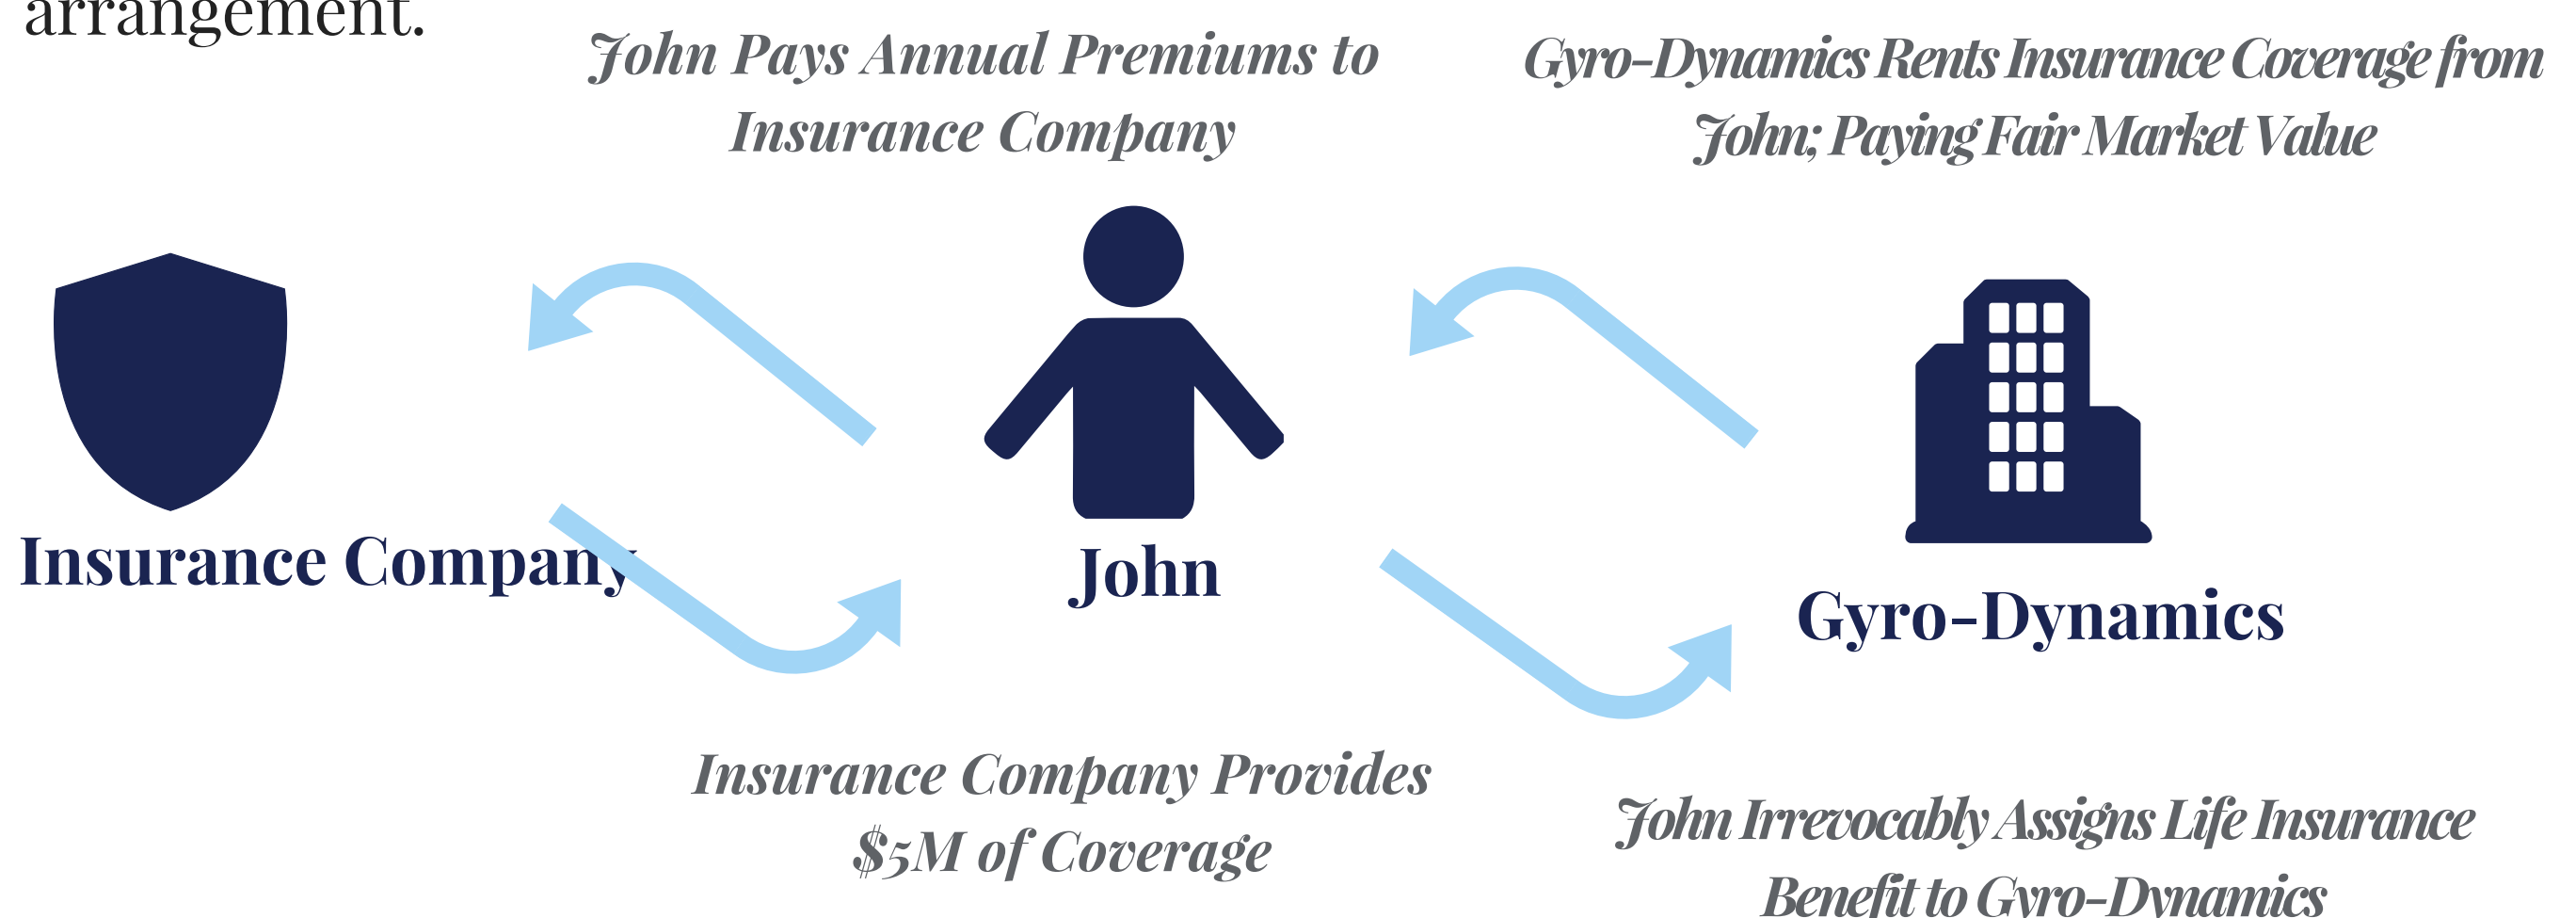 arrangement.
John Pays Annual Premiums to
Insurance Company
Gyro-Dynamics Rents Insurance Coverage from
John; Paying Fair Market Value
Insurance Company
John
Gyro-Dynamics
Insurance Company Provides
$5M of Coverage
John Irrevocably Assigns Life Insurance
Benefit to Gyro-Dynamics